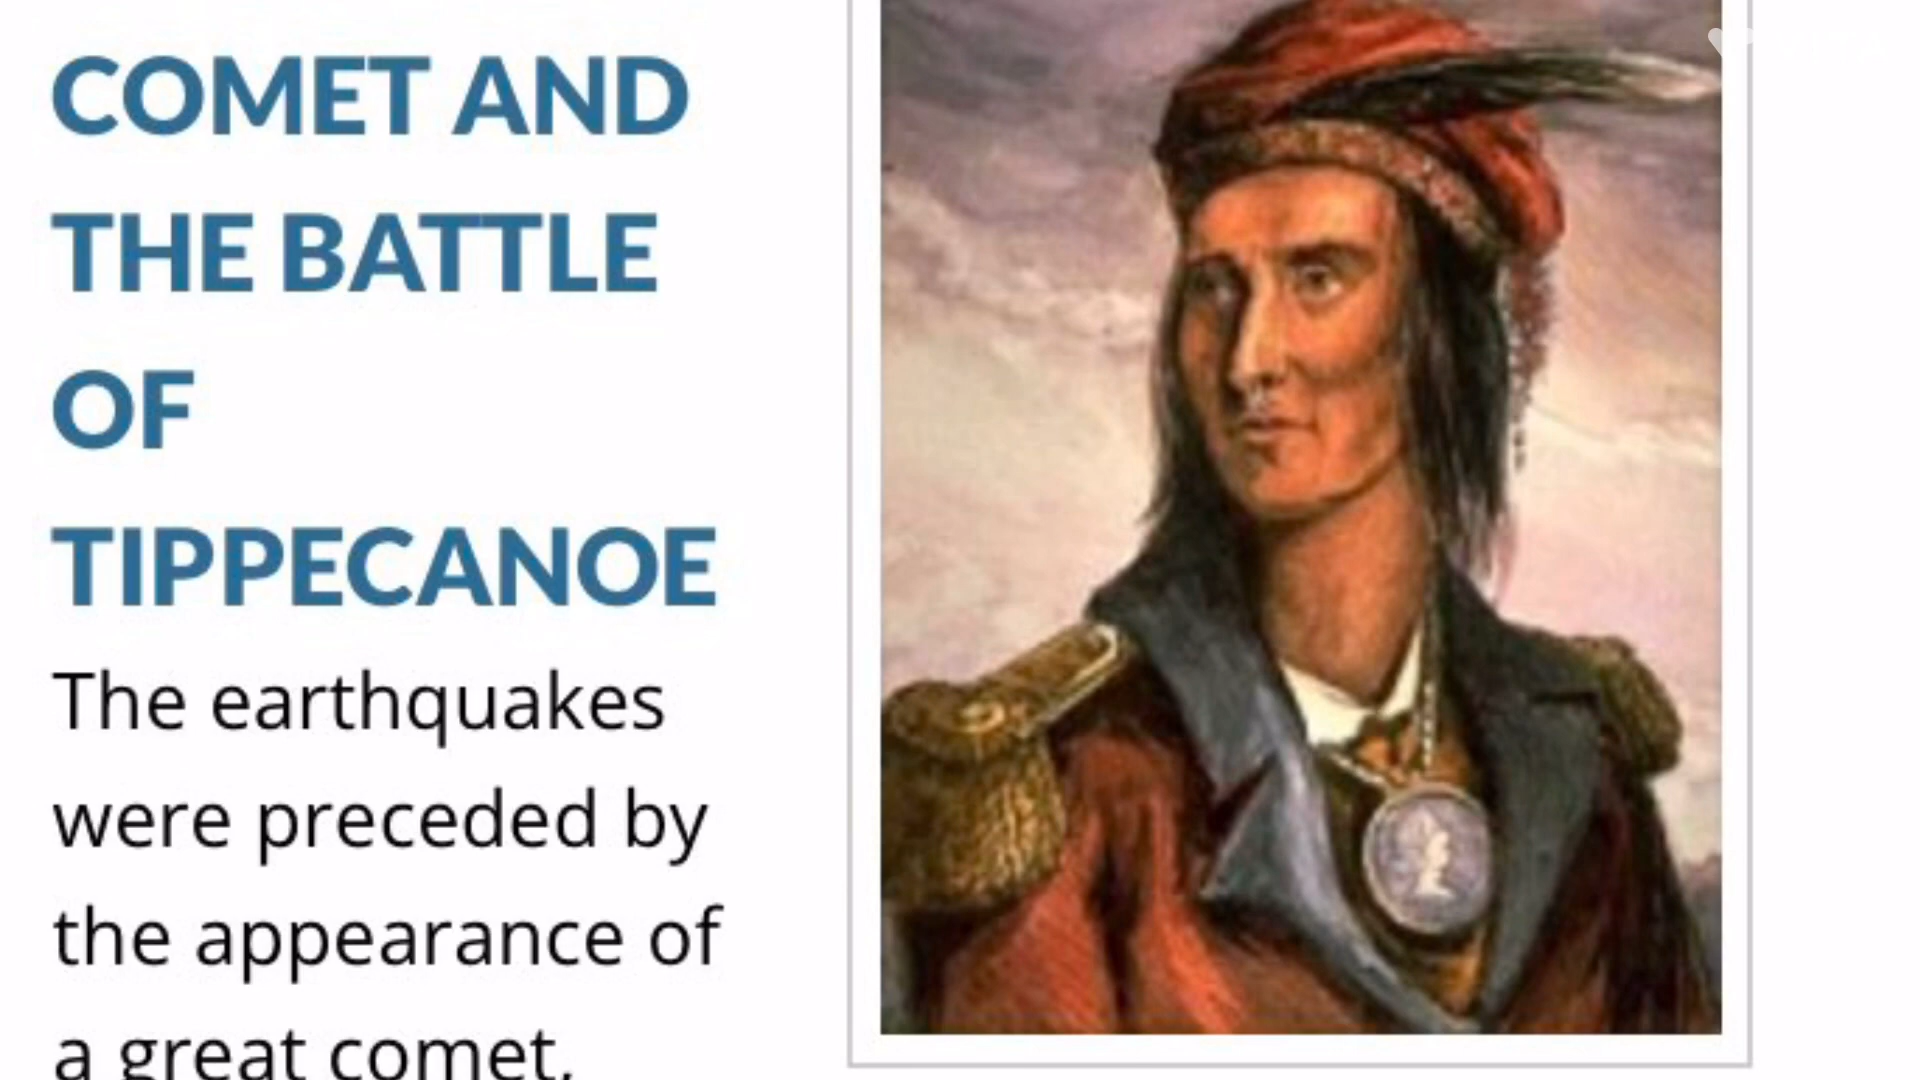 COMET AND
THE BATTLE
OF
TIPPECANOE
The earthquakes
were preceded by
the appearance of
a great comet,